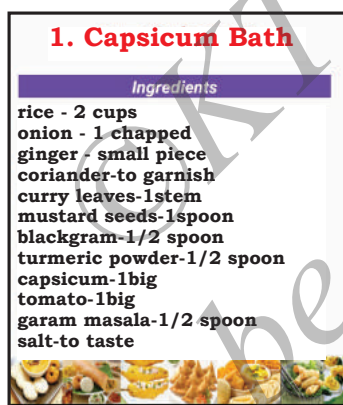 1. Capsicum Bath
Ingredients
rice - 2 cups
onion - 1 chapped
ginger - small piece
coriander-to garnish
curry leaves-1stem
mustard seeds-1spoon
blackgram-1/2 spoon
turmeric powder-1/2 spoon
capsicum-1big
tomato-1big
garam masala-1/2 spoon
salt-to taste
©KT
be